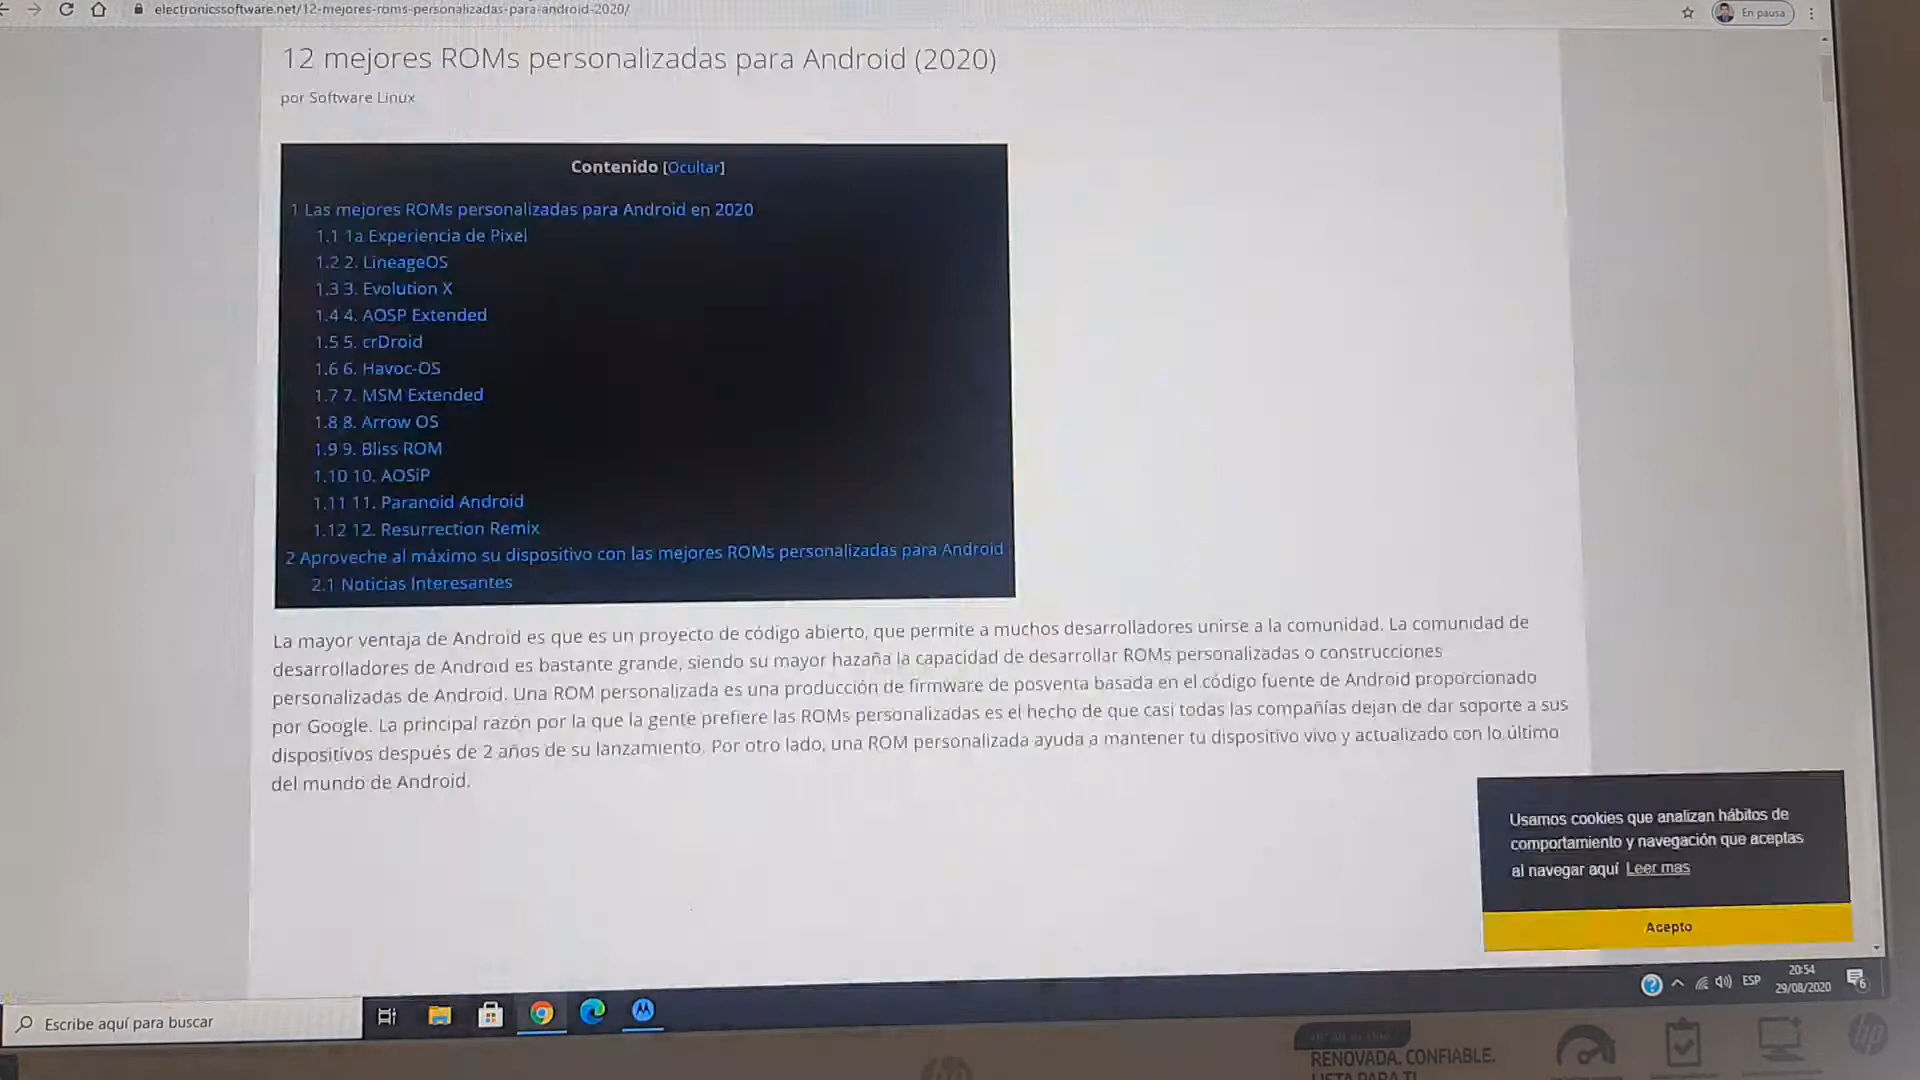 electronicssoftware.net/12-mejores-roms-personalizadas-para-android-2020/
En pausa
12 mejores ROMs personalizadas para Android (2020)
por Software Linux
Contenido [Ocultar]
1 Las mejores ROMs personalizadas para Android en 2020
1.1 1a Experiencia de Pixel
1.2 2. LineageOS
1.3 3. Evolution X
1.4 4. AOSP Extended
1.5 5. crDroid
1.6 6. Havoc-OS
1.7 7. MSM Extended
1.8 8. Arrow OS
1.9 9. Bliss ROM
1.10 10. AOSiP
1.11 11. Paranoid Android
1.12 12. Resurrection Remix
2 Aproveche al máximo su dispositivo con las mejores ROMs personalizadas para Android
2.1 Noticias Interesantes
La mayor ventaja de Android es que es un proyecto de código abierto, que permite a muchos desarrolladores unirse a la comunidad. La comunidad de
desarrolladores de Android es bastante grande, siendo su mayor hazaña la capacidad de desarrollar ROMs personalizadas o construcciones
personalizadas de Android. Una ROM personalizada es una producción de firmware de posventa basada en el código fuente de Android proporcionado
por Google. La principal razón por la que la gente prefiere las ROMs personalizadas es el hecho de que casi todas las compañías dejan de dar soporte a sus
dispositivos después de 2 años de su lanzamiento. Por otro lado, una ROM personalizada ayuda a mantener tu dispositivo vivo y actualizado con lo último
del mundo de Android.
Usamos cookies que analizan hábitos de
comportamiento y navegación que aceptas
al navegar aquí Leer mas
Acepto
Escribe aquí para buscar
ESP
20:54
29/08/2020
6
hp
RENOVADA. CONFIABLE.
LISTA PARA TI